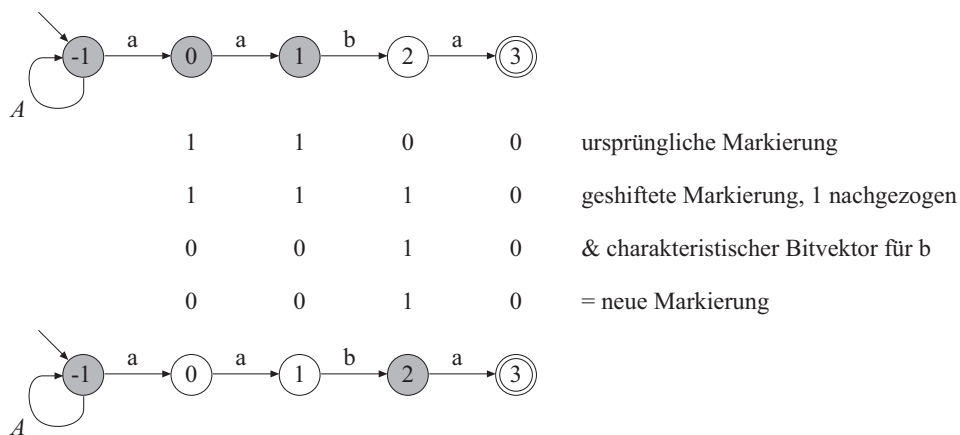 a a b a
-1 0 1 2 3
A
1 1 0 0 ursprüngliche Markierung
1 1 1 0 geshiftete Markierung, 1 nachgezogen
0 0 1 0 & charakteristischer Bitvektor für b
0 0 1 0 = neue Markierung
a a b a
-1 0 1 2 3
A